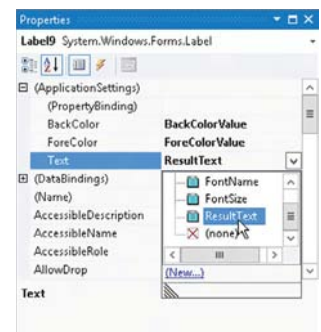 Properties
Label9 System.Windows.Forms.Label
(ApplicationSettings)
(PropertyBinding)
BackColor BackColorValue
ForeColor ForeColorValue
Text ResultText
(DataBindings)
(Name)
AccessibleDescription
AccessibleName
AccessibleRole
AllowDrop
FontName
FontSize
ResultText
(none)
(New...)
Text